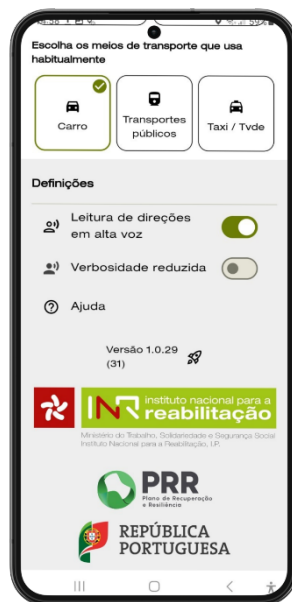 Escolha os meios de transporte que usa
habitualmente
Carro
Transportes
públicos
Taxi / Tvde
Definições
Leitura de direções
em alta voz
Verbosidade reduzida
Ajuda
Versão 1.0.29
(31)
INR instituto nacional para a
reabilitação
Ministério do Trabalho, Solidariedade e Segurança Social
Instituto Nacional para a Reabilitação, I.P.
PRR
Plano de Recuperação
e Resiliência
REPÚBLICA
PORTUGUESA